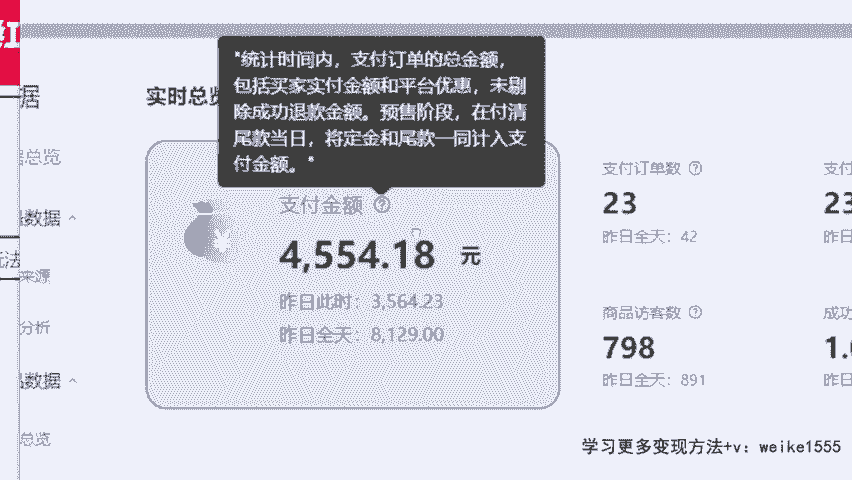 红
"统计时间内，支付订单的总金额，
包括买家实付金额和平台优惠，未剔
除成功退款金额。预售阶段，在付清
尾款当日，将定金和尾款一同计入支
付金额。"
据
实时总览
总览
数据
玩法
来源
分析
数据
总览
支付金额
4,554.18 元
昨日此时：3,564.23
昨日全天：8,129.00
支付订单数
23
昨日全天：42
支付
23
昨日
商品访客数
798
昨日全天：891
成功
1.
昨日
学习更多变现方法+v：weike1555